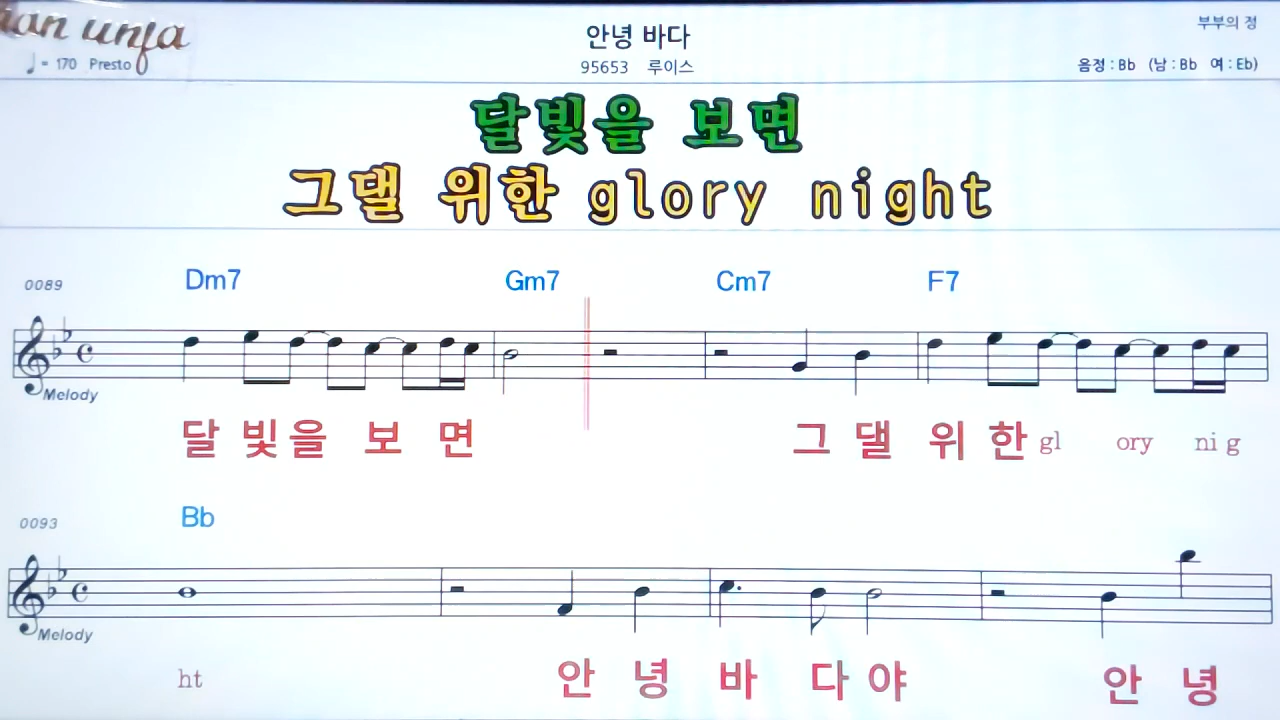 unja
부부의 정
안녕 바다
♩= 170 Presto
95653 루이스
음정 : Bb (남 : Bb 여 : Eb)
달빛을 보면
그댈 위한 glory night
0089 Dm7 Gm7 Cm7 F7
Melody
달 빛 을 보 면 그 댈 위 한 gl ory ni g
0093 Bb
Melody
ht 안 녕 바 다 야 안 녕